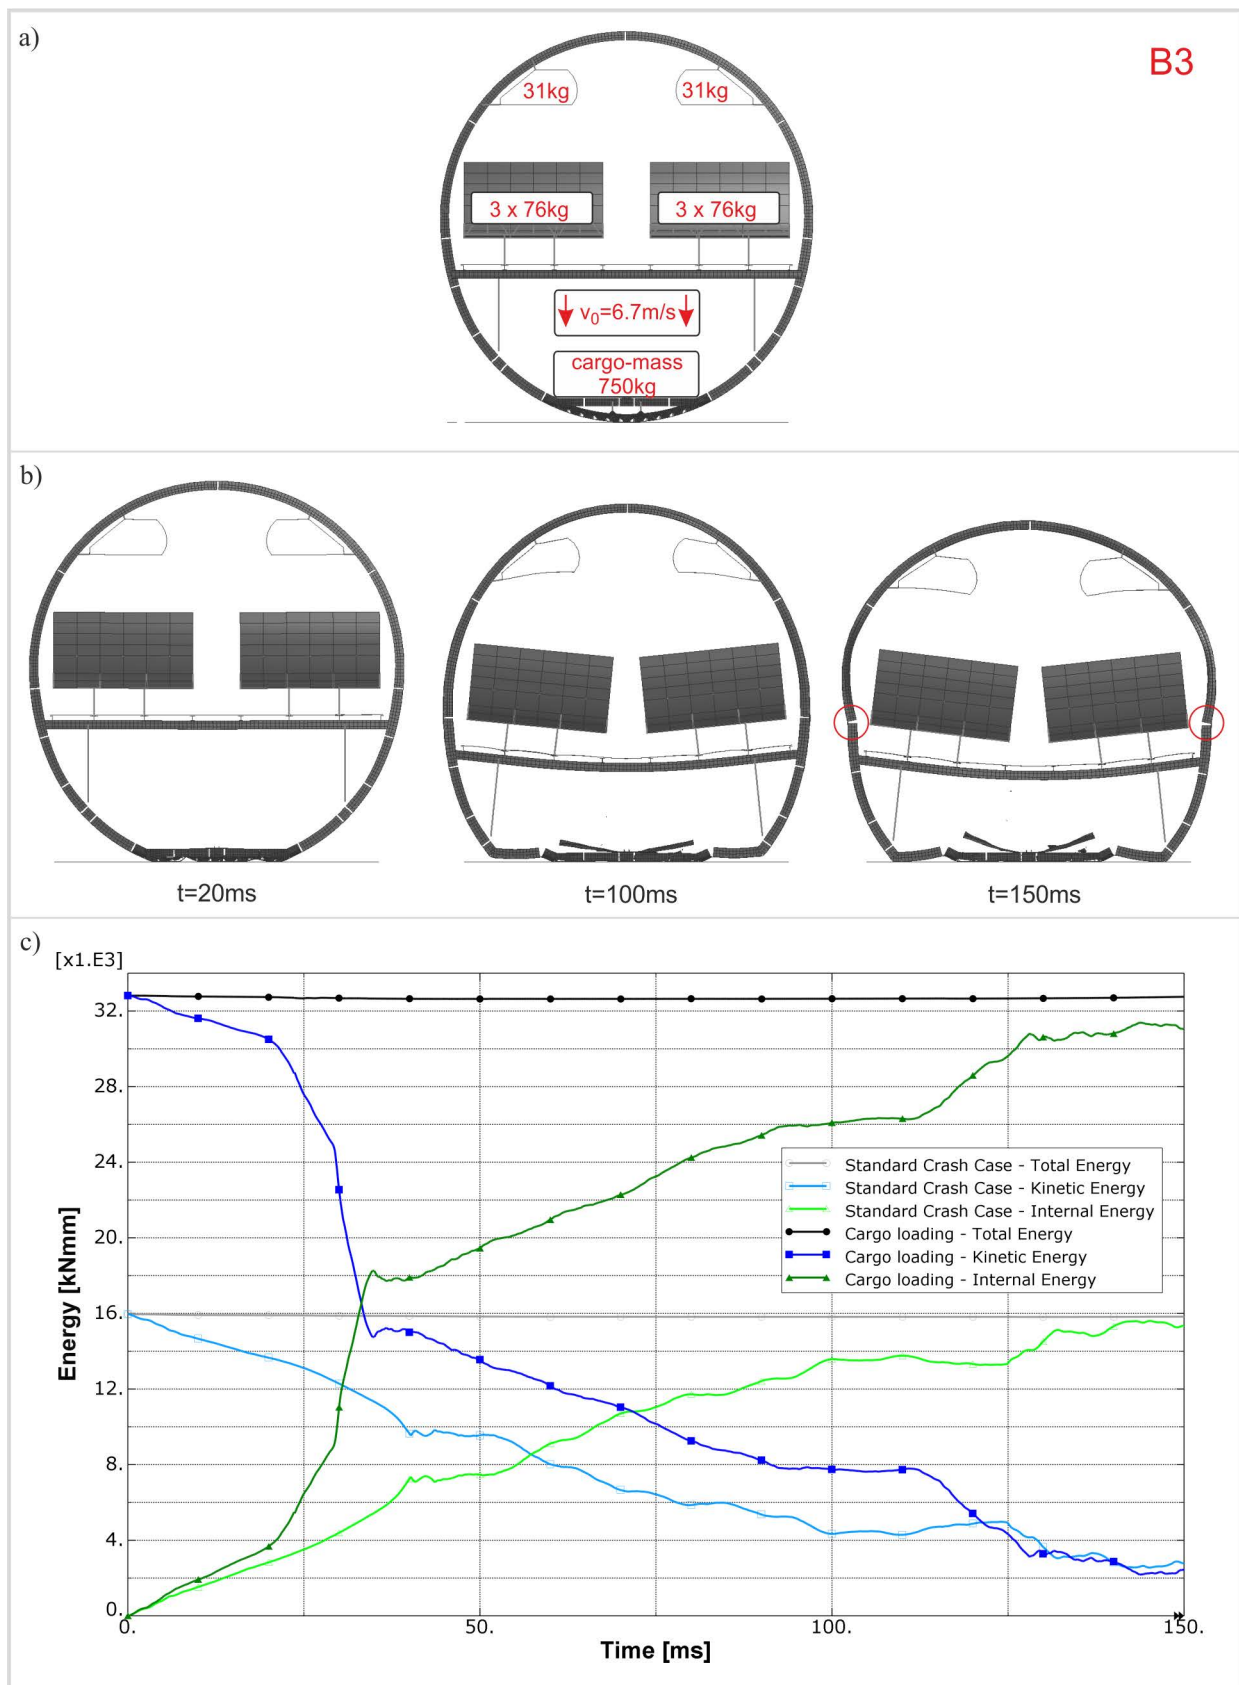 a)
B3
31kg 31kg
3 x 76kg 3 x 76kg
v0=6.7m/s
cargo-mass
750kg
b)
t=20ms t=100ms t=150ms
c)
[x1.E3]
32.
28.
24.
20.
16.
12.
8.
4.
0.
Energy [kNmm]
Standard Crash Case - Total Energy
Standard Crash Case - Kinetic Energy
Standard Crash Case - Internal Energy
Cargo loading - Total Energy
Cargo loading - Kinetic Energy
Cargo loading - Internal Energy
0. 50. 100. 150.
Time [ms]